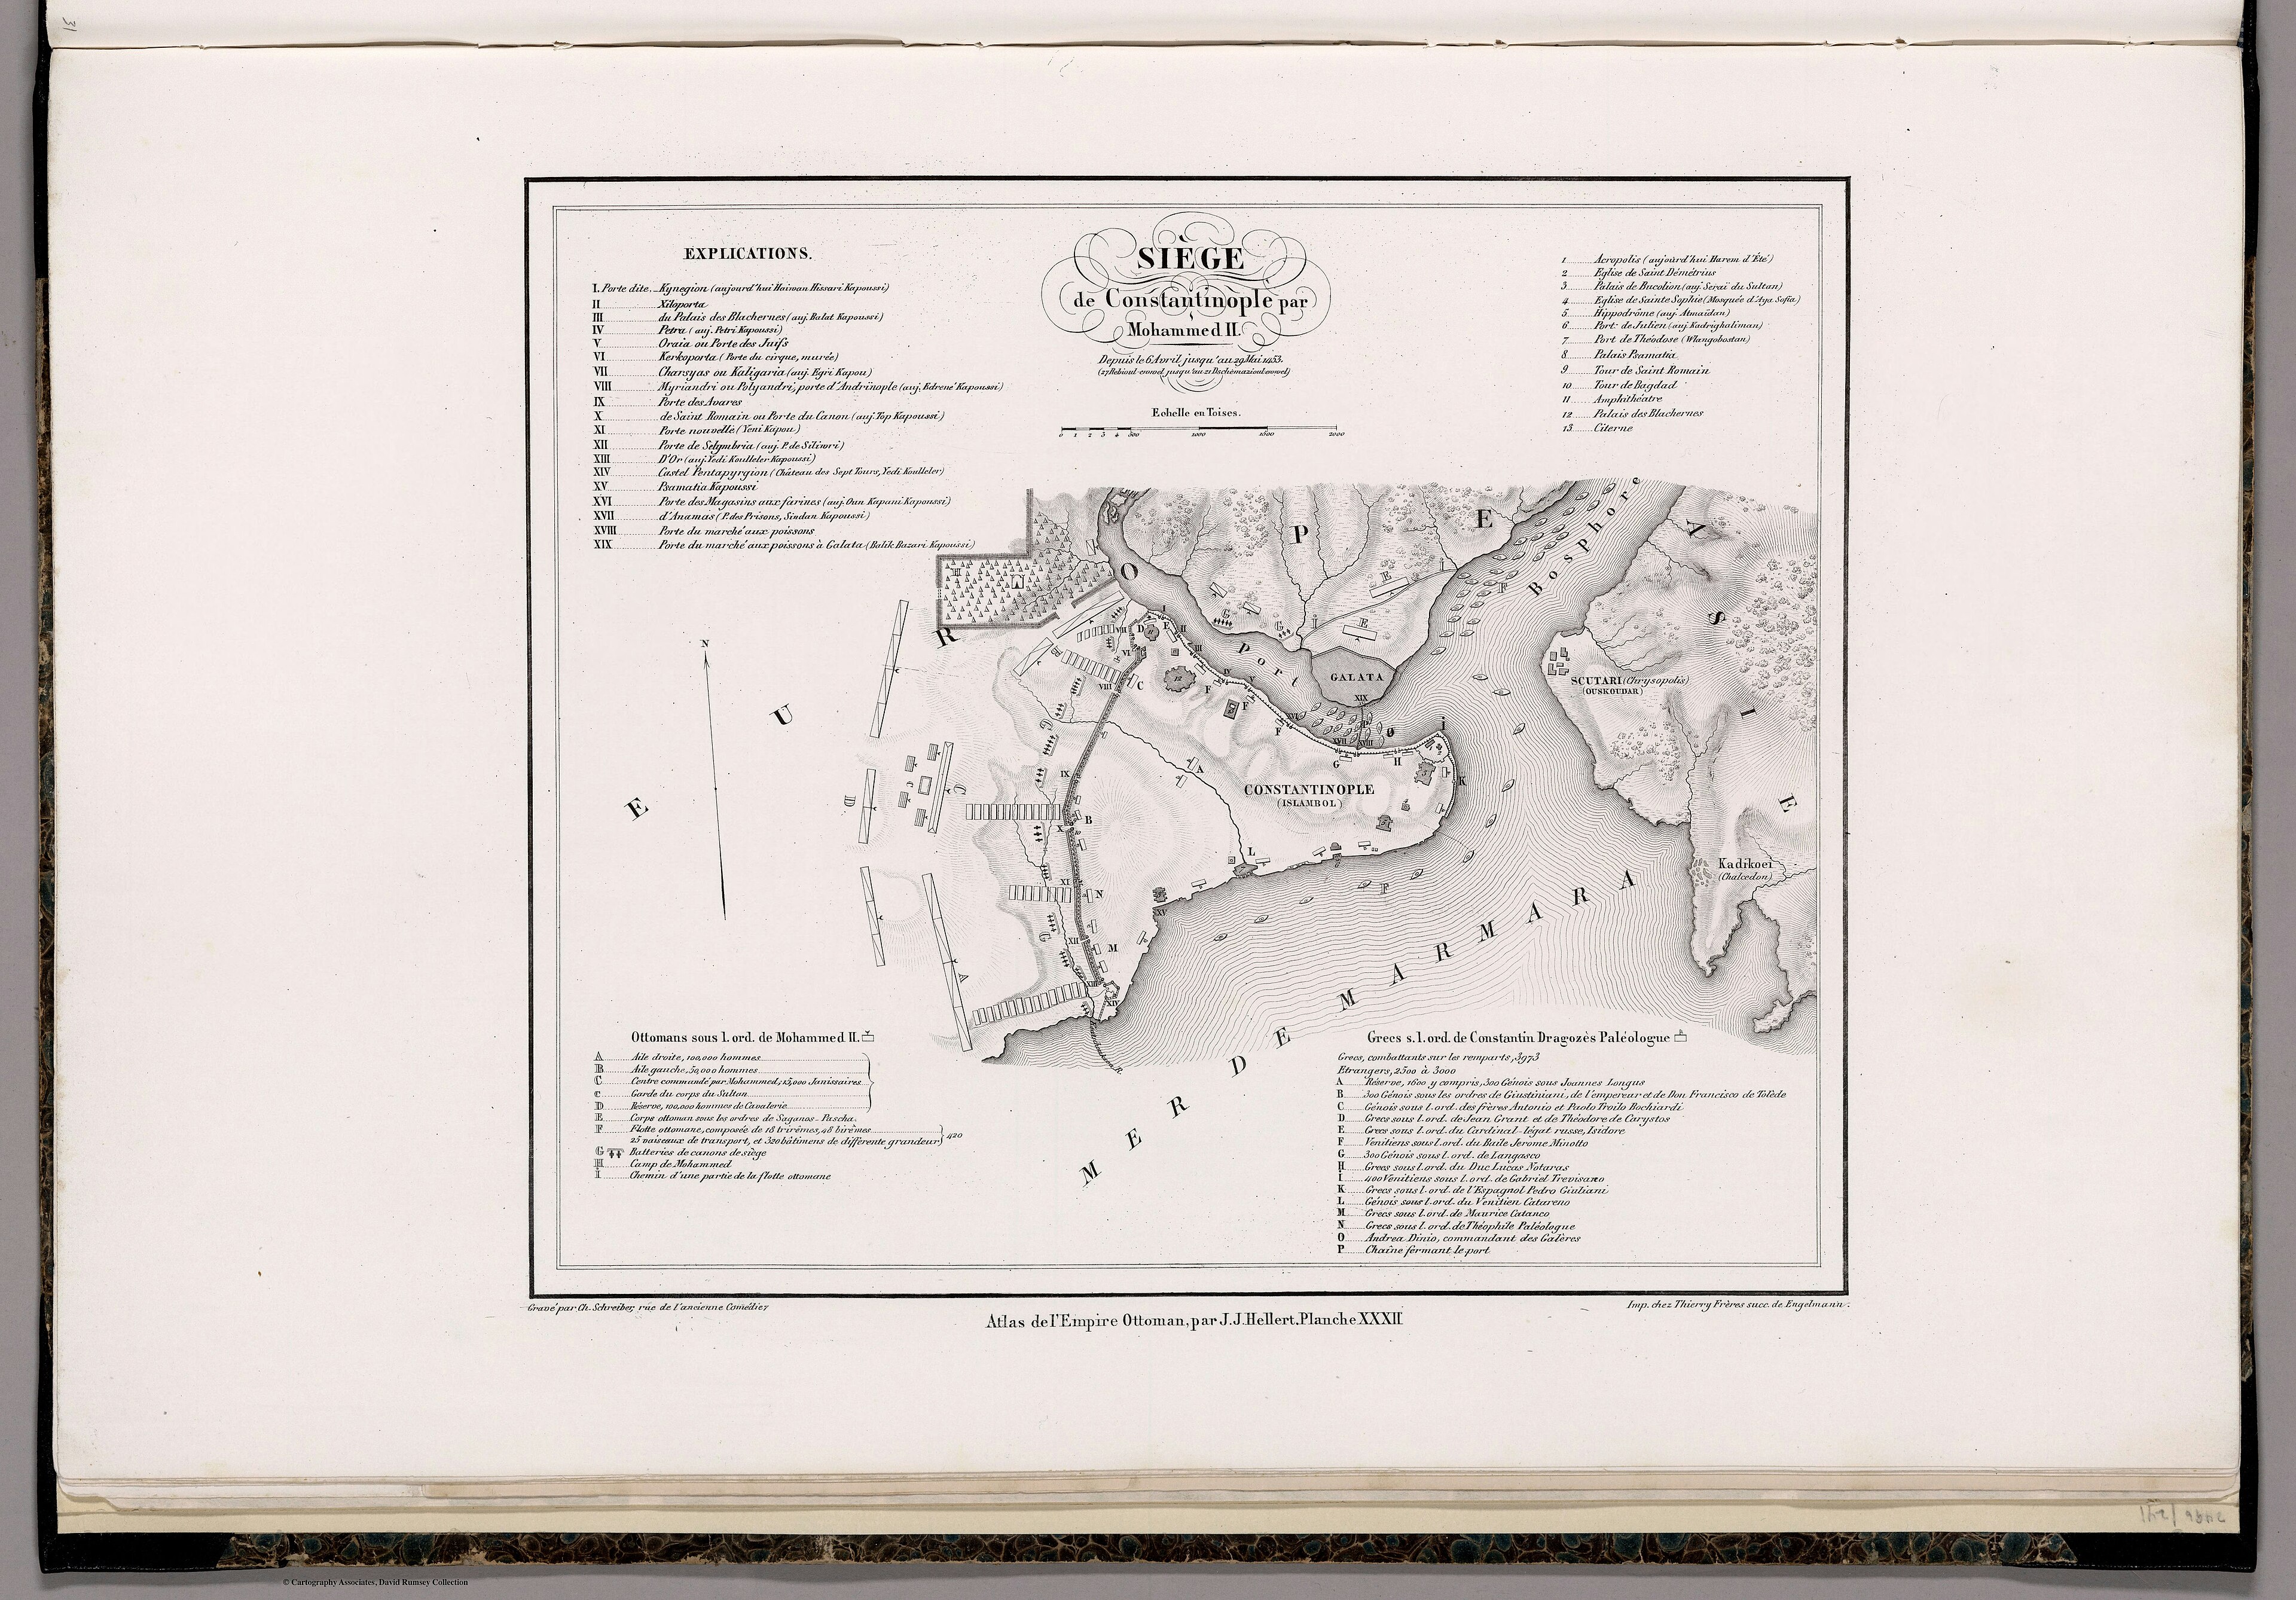 31
EXPLICATIONS.
I. Porte dite. Kynegion (aujourd'hui Haiwan Hissari Kapoussi)
II Xiloporta
III du Palais des Blachernes (auj. Balat Kapoussi)
IV Petra (auj. Petri Kapoussi)
V Oraia ou Porte des Juifs
VI Kerkoporta (Porte du cirque, murée)
VII Charsyas ou Kaligaria (auj. Egri Kapou)
VIII Myriandri ou Polyandri, porte d'Andrinople (auj. Edrené Kapoussi)
IX Porte des Avares
X de Saint Romain ou Porte du Canon (auj. Top Kapoussi)
XI Porte nouvelle (Yeni Kapou)
XII Porte de Selymbria (auj. P. de Siliwri)
XIII D'Or (auj. Yedi Koulleler Kapoussi)
XIV Castel Pentapyrgion (Château des Sept Tours, Yedi Koulleler)
XV Psamatia Kapoussi
XVI Porte des Magasins aux farines (auj. Oun Kapani Kapoussi)
XVII d'Anamas (P. des Prisons, Sindan Kapoussi)
XVIII Porte du marché aux poissons
XIX Porte du marché aux poissons à Galata (Balik Bazari Kapoussi)
SIÈGE
de Constantinople par
Mohammed II.
Depuis le 6 Avril jusqu'au 29 Mai 1453.
Echelle en Toises.
0 1 2 3 4 500 1000 1500 2000
1 Acropolis (aujourd'hui Harem d'Été)
2 Eglise de Saint Démétrius
3 Palais de Bucolion (auj. Seraï du Sultan)
4 Eglise de Sainte Sophie (Mosquée d'Aya Sofia)
5 Hippodrôme (auj. Atmaïdan)
6 Port de Julien (auj. Kadrighaliman)
7 Port de Théodose (Wlangobostan)
8 Palais Psamatia
9 Tour de Saint Romain
10 Tour de Bagdad
11 Amphithéatre
12 Palais des Blachernes
13 Citerne
EUROPE
ASIE
Bosphore
Port
GALATA
SCUTARI (Chrysopolis)
(OUSKOUDAR)
CONSTANTINOPLE
(ISLAMBOL)
Kadikoei
(Chalcedon)
MER DE MARMARA
N
Ottomans sous l. ord. de Mohammed II.
A Aile droite, 100,000 hommes
B Aile gauche, 50,000 hommes
C Centre commandé par Mohammed; 15,000 Janissaires
c Garde du corps du Sultan
D Réserve, 100,000 hommes de Cavalerie
E Corps ottoman sous les ordres de Saganos-Pascha
F Flotte ottomane, composée de 18 trirêmes, 48 birêmes
25 vaiseaux de transport, et 320 bâtimens de différente grandeur 420
G Batteries de canons de siège
H Camp de Mohammed
I Chemin d'une partie de la flotte ottomane
Grecs s. l. ord. de Constantin Dragozès Paléologue
Grecs, combattants sur les remparts, 3973
Etrangers, 2500 à 3000
A Réserve, 1600 y compris, 300 Génois sous Joannes Longus
B 300 Génois sous les ordres de Giustiniani, de l'empereur et de Don Francisco de Tolède
C Génois sous l. ord. des frères Antonio et Paolo Troilo Bochiardi
D Grecs sous l. ord. de Jean Grant et de Théodore de Carystos
E Grecs sous l. ord. du Cardinal-légat russe, Isidore
F Venitiens sous l. ord. du Baile Jerome Minotto
G 300 Génois sous l. ord. de Langasco
H Grecs sous l. ord. du Duc Lucas Notaras
I 400 Venitiens sous l. ord. de Gabriel Trevisano
K Grecs sous l. ord. de l'Espagnol Pedro Giuliani
L Génois sous l. ord. du Venitien Catareno
M Grecs sous l. ord. de Maurice Catanco
N Grecs sous l. ord. de Théophile Paléologue
O Andrea Dinio, commandant des Galères
P Chaine fermant le port
Gravé par Ch. Schreiber, rue de l'ancienne Comédie 7
Imp. chez Thierry Frères succ. de Engelmann.
Atlas de l'Empire Ottoman, par J.J. Hellert. Planche XXXII
© Cartography Associates, David Rumsey Collection